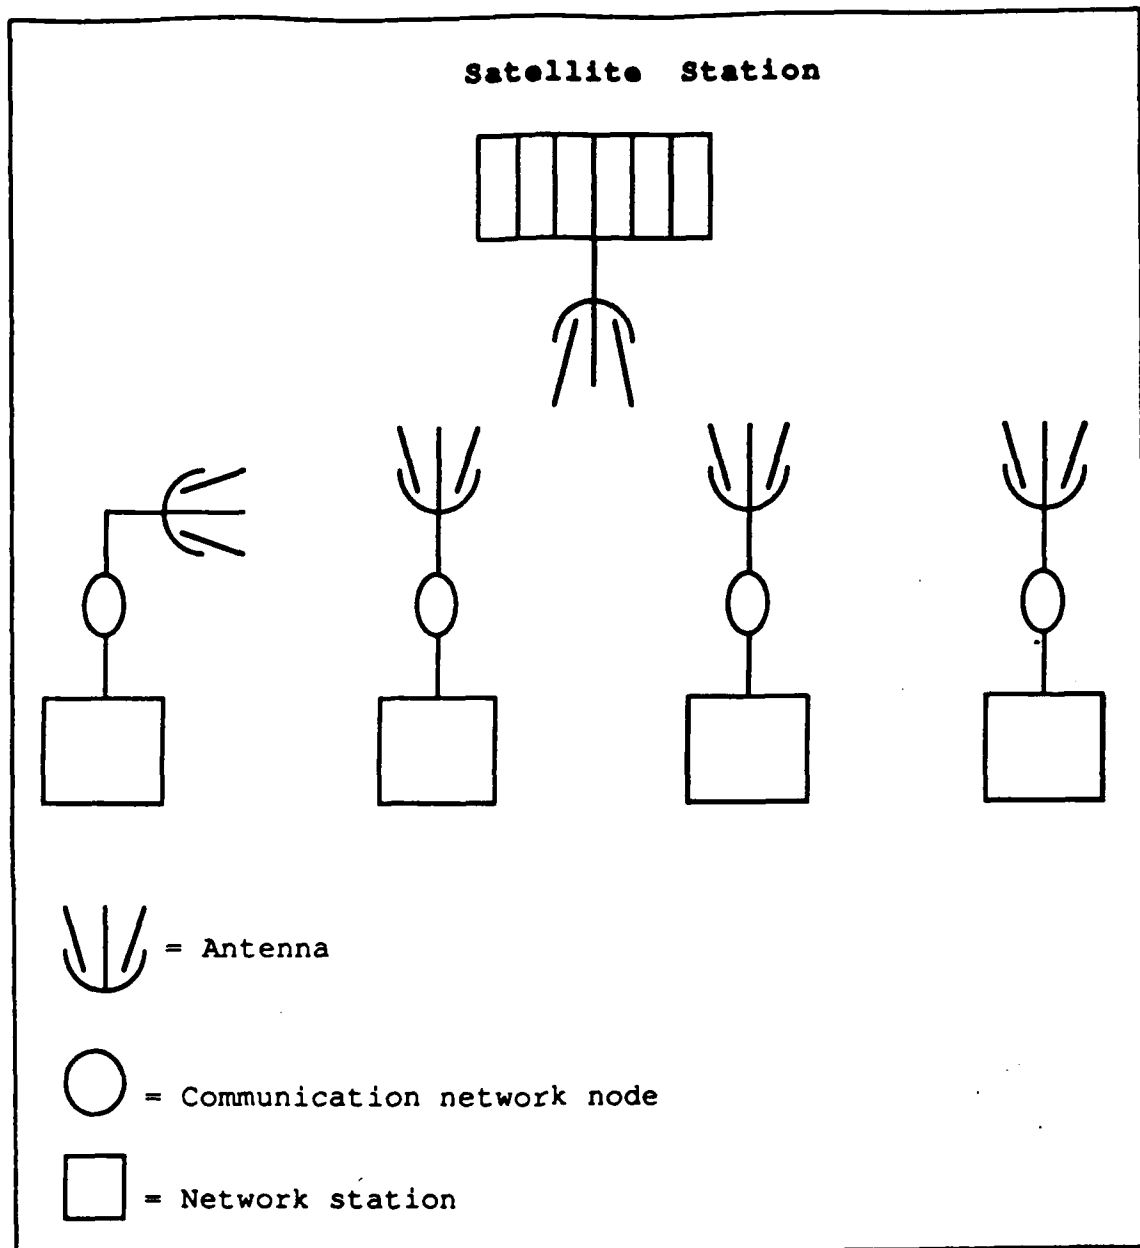 Satellite Station
= Antenna
= Communication network node
= Network station